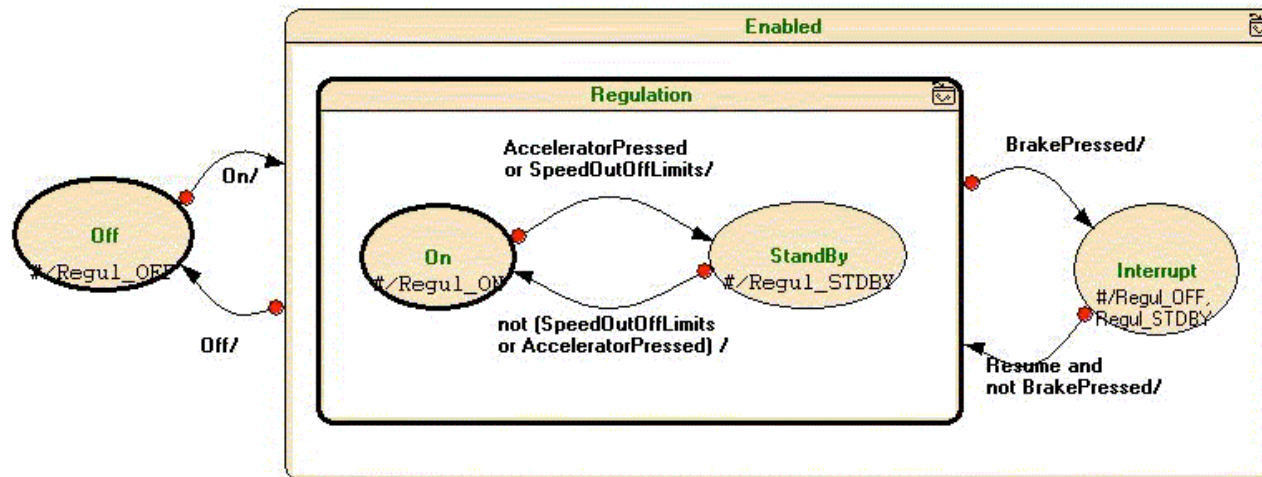 Enabled
Regulation
AcceleratorPressed
or SpeedOutOffLimits/
BrakePressed/
On/
Off
#/Regul_OFF
On
#/Regul_ON
StandBy
#/Regul_STDBY
Interrupt
#/Regul_OFF,
Regul_STDBY
not (SpeedOutOffLimits
or AcceleratorPressed) /
Off/
Resume and
not BrakePressed/